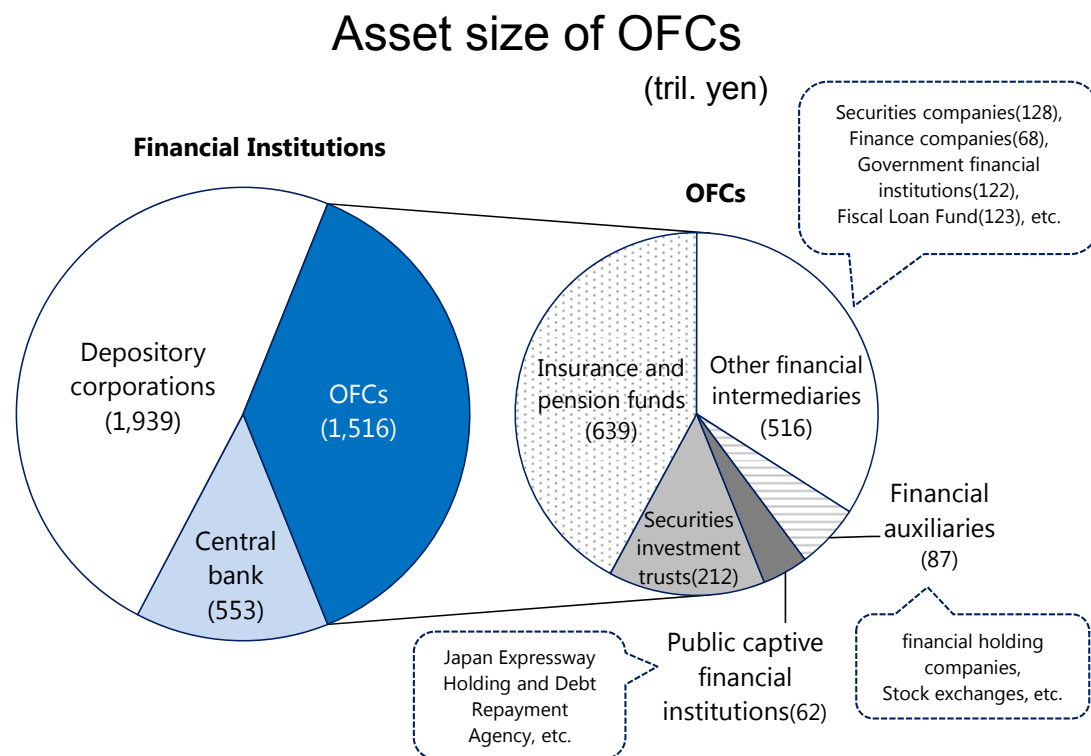 Asset size of OFCs
(tril. yen)
Securities companies(128),
Finance companies(68),
Government financial
institutions(122),
Fiscal Loan Fund(123), etc.
Financial Institutions
OFCs
Depository
corporations
(1,939)
OFCs
(1,516)
Central
bank
(553)
Insurance and
pension funds
(639)
Other financial
intermediaries
(516)
Securities
investment
trusts(212)
Financial
auxiliaries
(87)
Public captive
financial
institutions(62)
Japan Expressway
Holding and Debt
Repayment
Agency, etc.
financial holding
companies,
Stock exchanges, etc.